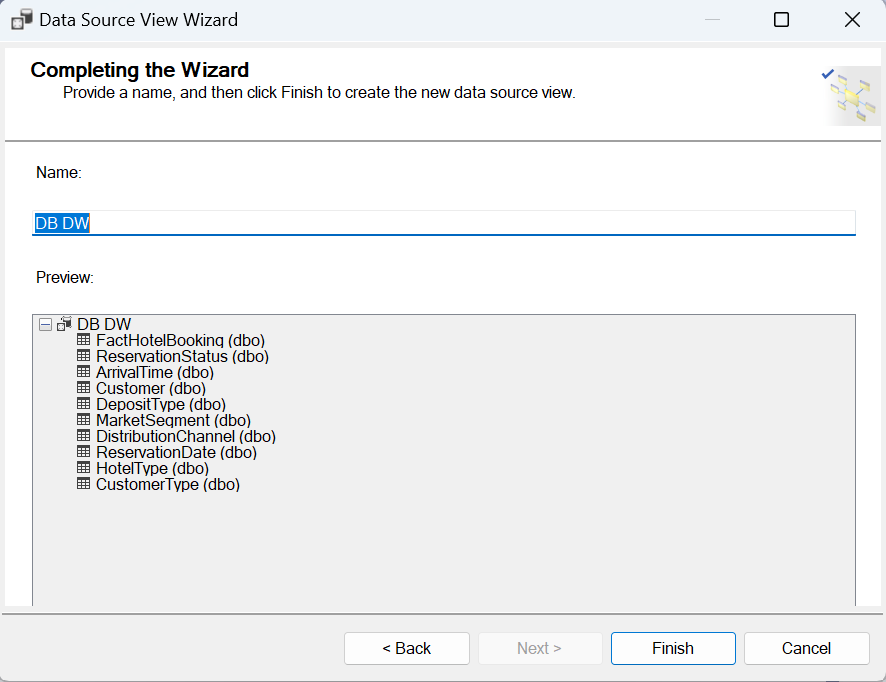 Data Source View Wizard
Completing the Wizard
Provide a name, and then click Finish to create the new data source view.
Name:
DB DW
Preview:
DB DW
FactHotelBooking (dbo)
ReservationStatus (dbo)
ArrivalTime (dbo)
Customer (dbo)
DepositType (dbo)
MarketSegment (dbo)
DistributionChannel (dbo)
ReservationDate (dbo)
HotelType (dbo)
CustomerType (dbo)
< Back
Next >
Finish
Cancel